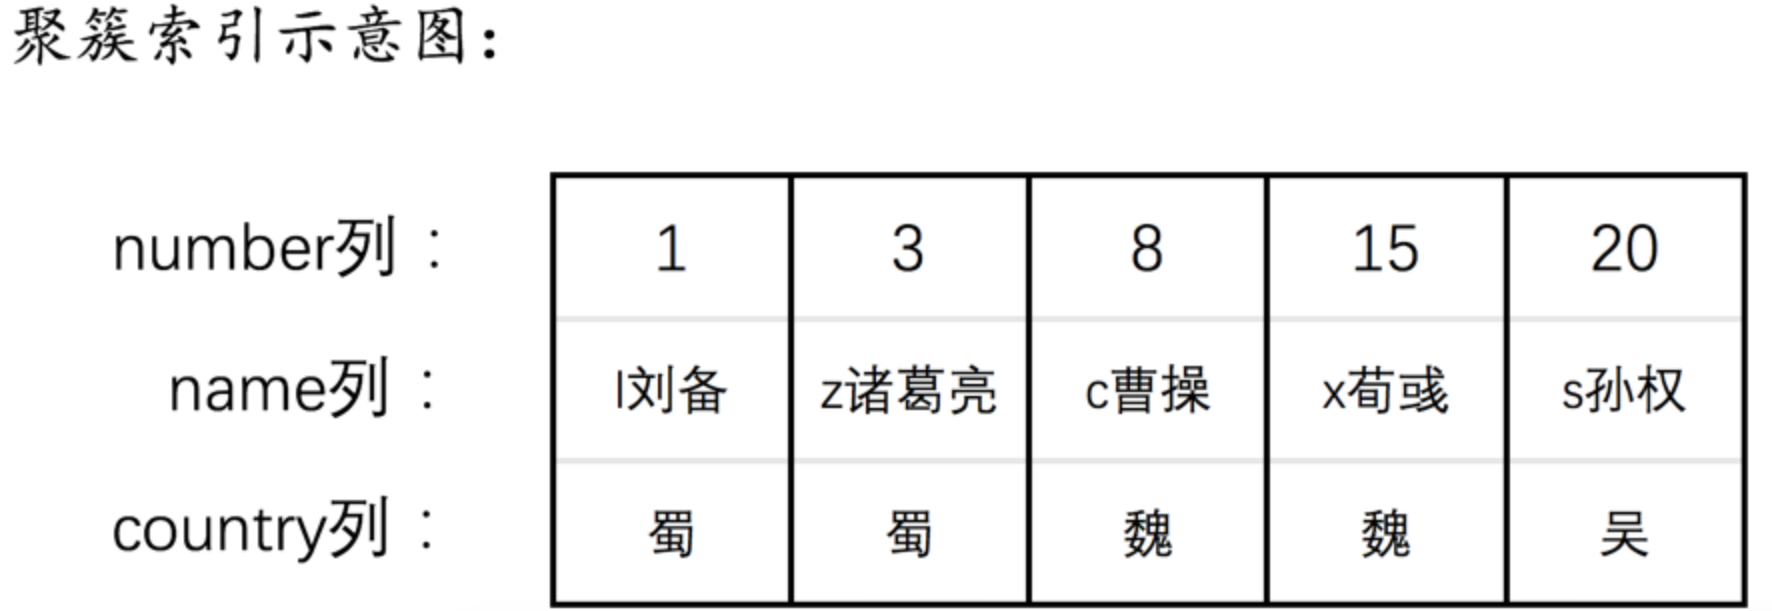 聚簇索引示意图：
number列： 1 3 8 15 20
name列： l刘备 z诸葛亮 c曹操 x荀彧 s孙权
country列： 蜀 蜀 魏 魏 吴